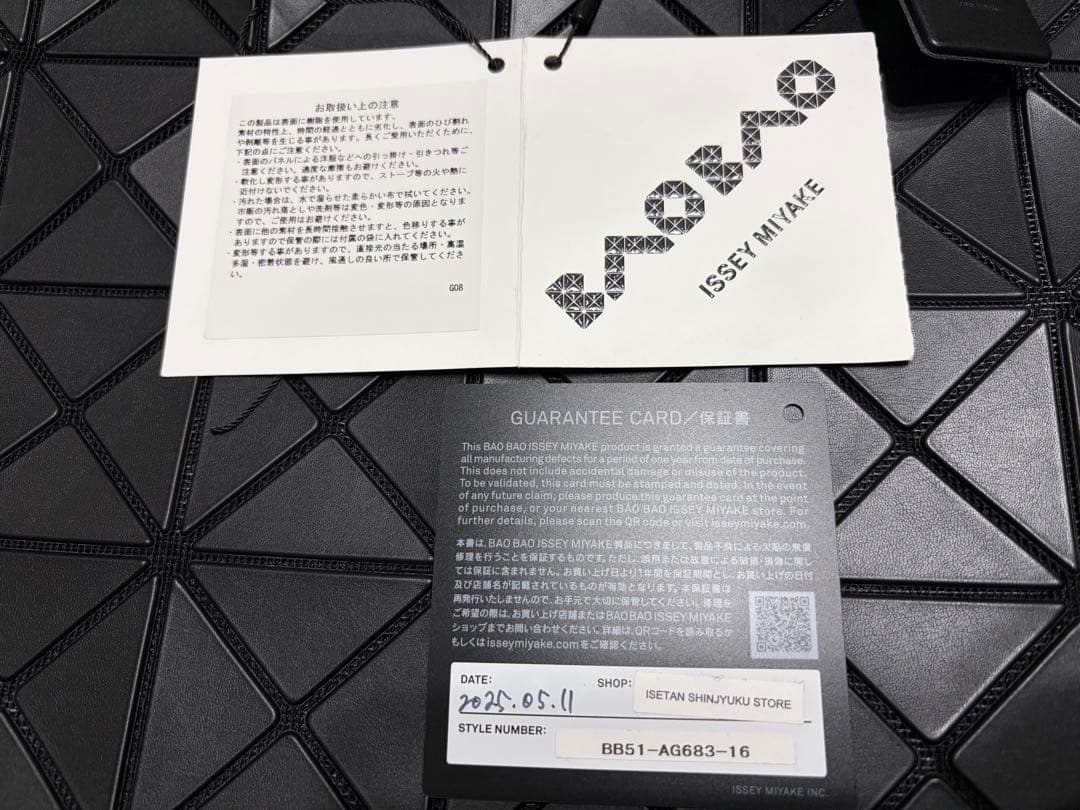 お取扱い上の注意
この製品は表面に樹脂を使用しています。
素材の特性上、時間の経過とともに劣化し、表面のひび割れ
や剥離等を生じる事があります。長くご愛用いただくために、
下記の点にご注意ください。
・表面のパネルによる洋服などへの引っ掛け・引きつれ等ご
注意ください。過度な摩擦もお避けください。
・軟化し変形する事がありますので、ストーブ等の火や熱に
近付けないでください。
・汚れた場合は、水で湿らせた柔らかい布で拭いてください。
市販の汚れ落としや洗剤等は変色・変形等の原因となりま
すので、ご使用はお避けください。
・表面に他の素材を長時間接触させますと、色移りする事が
ありますので保管の際には付属の袋に入れてください。
・変形等する事がありますので、直接光の当たる場所・高温
多湿・密着状態を避け、風通しの良い所で保管してくださ
い。
G08
BAOBAO
ISSEY MIYAKE
GUARANTEE CARD/保証書
This BAO BAO ISSEY MIYAKE product is granted a guarantee covering
all manufacturing defects for a period of one year from date of purchase.
This does not include accidental damage or misuse of the product.
To be validated, this card must be stamped and dated. In the event
of any future claim, please produce this guarantee card at the point
of purchase, or your nearest BAO BAO ISSEY MIYAKE store. For
further details, please scan the QR code or visit isseymiyake.com.
本書は、BAO BAO ISSEY MIYAKE製品につきまして、製品不良による欠陥の無償
修理を行うことを保証するものです。ただし、誤用または故意による破損・損傷に関し
ては保証に含まれません。お買い上げ日より1年間を保証期間とし、お買い上げの日付
及び店舗名が記載されているものが有効となります。本保証書は
再発行いたしませんので、お手元で大切に保管してください。修理を
ご希望の際は、お買い上げ店舗またはBAO BAO ISSEY MIYAKE
ショップまでお問い合わせください。詳細は、QRコードを読み取るか
もしくはisseymiyake.comをご確認ください。
DATE: 2025.05.11 SHOP: ISETAN SHINJYUKU STORE
STYLE NUMBER: BB51-AG683-16
ISSEY MIYAKE INC.